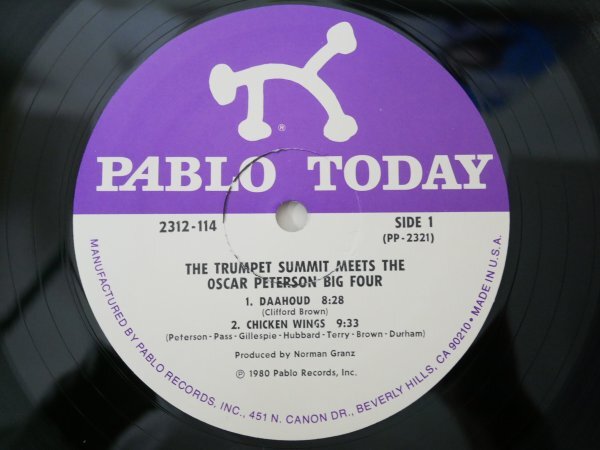 ®
PABLO TODAY
2312-114
SIDE 1
(PP-2321)
THE TRUMPET SUMMIT MEETS THE
OSCAR PETERSON BIG FOUR
1. DAAHOUD 8:28
(Clifford Brown)
2. CHICKEN WINGS 9:33
(Peterson-Pass-Gillespie-Hubbard-Terry-Brown-Durham)
Produced by Norman Granz
℗ 1980 Pablo Records, Inc.
MANUFACTURED BY PABLO RECORDS, INC., 451 N. CANON DR., BEVERLY HILLS, CA 90210 • MADE IN U.S.A.